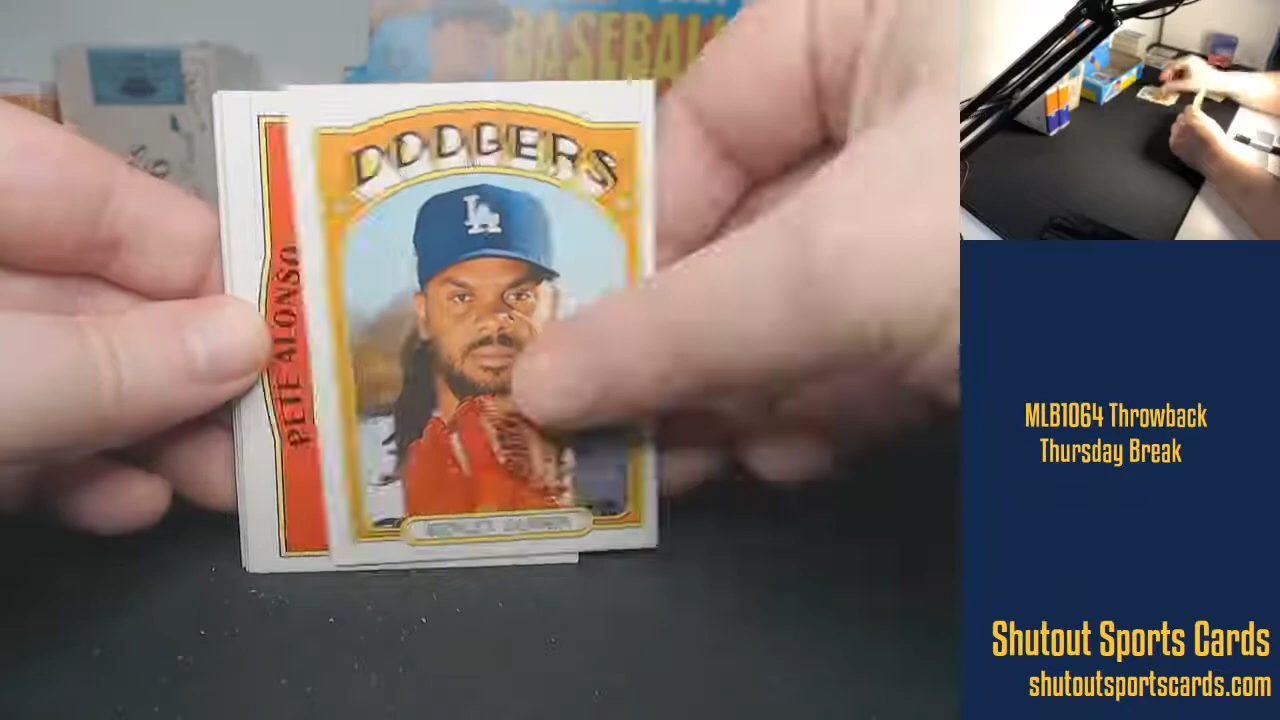 BASEBALL
DODGERS
LA
PETE ALONSO
MLB1064 Throwback
Thursday Break
Shutout Sports Cards
shutoutsportscards.com